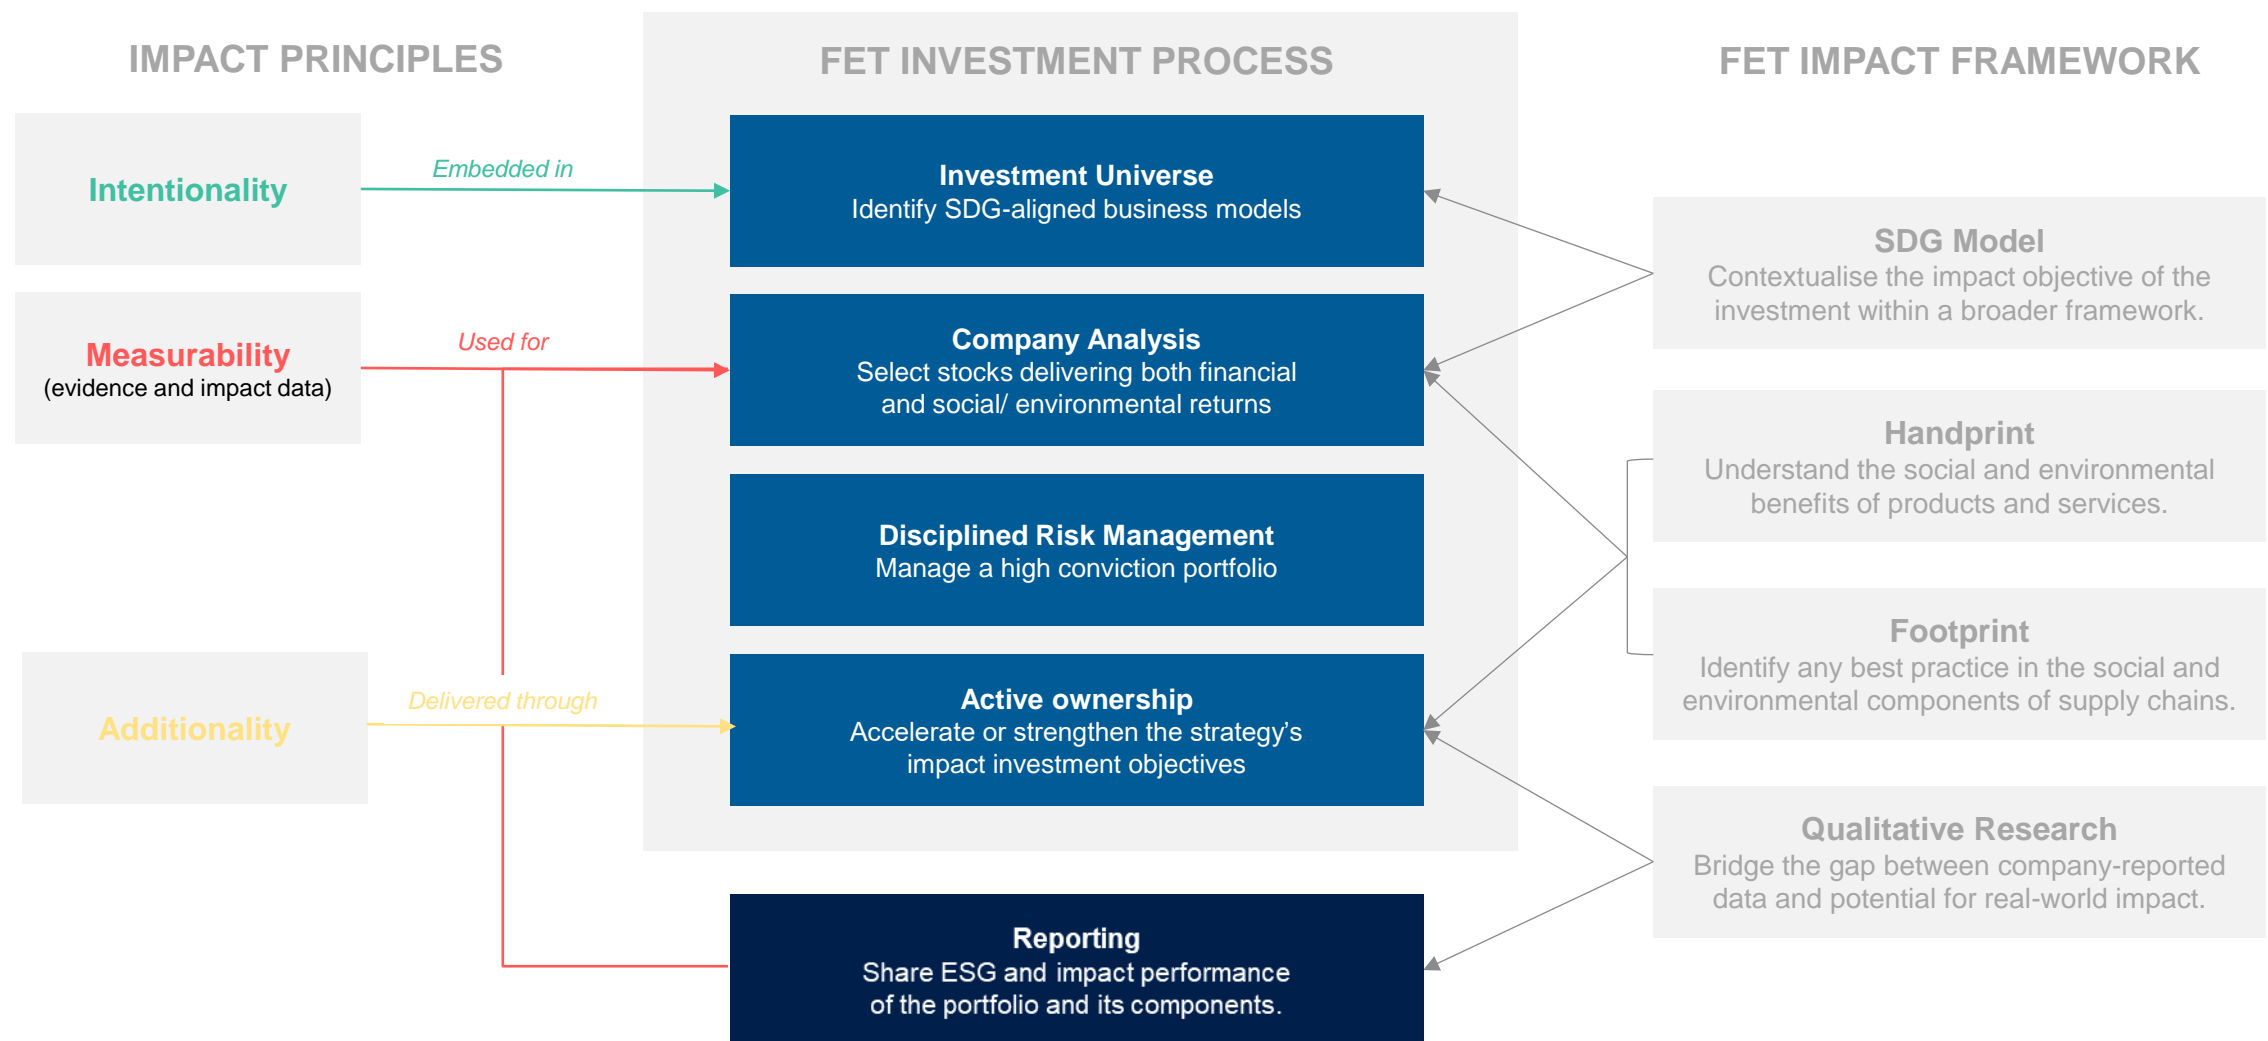 IMPACT PRINCIPLES
FET INVESTMENT PROCESS
FET IMPACT FRAMEWORK
Intentionality
Embedded in
Measurability
(evidence and impact data)
Used for
Additionality
Delivered through
Investment Universe
Identify SDG-aligned business models
Company Analysis
Select stocks delivering both financial
and social/ environmental returns
Disciplined Risk Management
Manage a high conviction portfolio
Active ownership
Accelerate or strengthen the strategy’s
impact investment objectives
Reporting
Share ESG and impact performance
of the portfolio and its components.
SDG Model
Contextualise the impact objective of the
investment within a broader framework.
Handprint
Understand the social and environmental
benefits of products and services.
Footprint
Identify any best practice in the social and
environmental components of supply chains.
Qualitative Research
Bridge the gap between company-reported
data and potential for real-world impact.